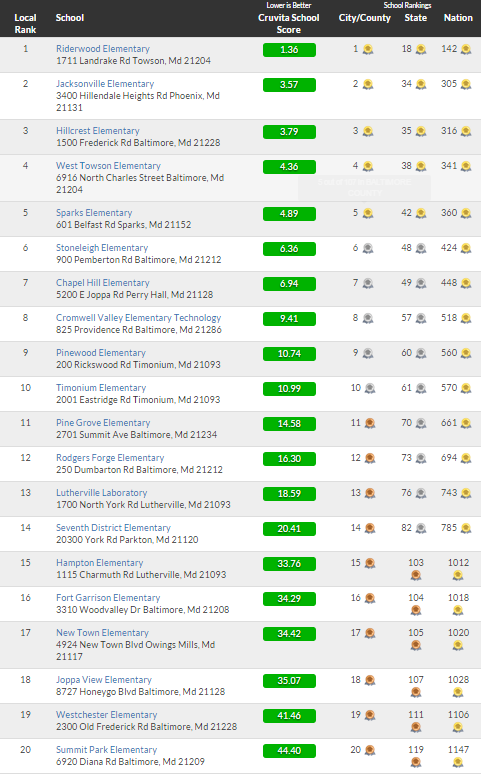 Lower is Better School Rankings
Local Rank School Cruvita School Score City/County State Nation
1 Riderwood Elementary 1.36 1 18 142
1711 Landrake Rd Towson, Md 21204
2 Jacksonville Elementary 3.57 2 34 305
3400 Hillendale Heights Rd Phoenix, Md
21131
3 Hillcrest Elementary 3.79 3 35 316
1500 Frederick Rd Baltimore, Md 21228
4 West Towson Elementary 4.36 4 38 341
6916 North Charles Street Baltimore, Md
21204
5 Sparks Elementary 4.89 5 42 360
601 Belfast Rd Sparks, Md 21152
6 Stoneleigh Elementary 6.36 6 48 424
900 Pemberton Rd Baltimore, Md 21212
7 Chapel Hill Elementary 6.94 7 49 448
5200 E Joppa Rd Perry Hall, Md 21128
8 Cromwell Valley Elementary Technology 9.41 8 57 518
825 Providence Rd Baltimore, Md 21286
9 Pinewood Elementary 10.74 9 60 560
200 Rickswood Rd Timonium, Md 21093
10 Timonium Elementary 10.99 10 61 570
2001 Eastridge Rd Timonium, Md 21093
11 Pine Grove Elementary 14.58 11 70 661
2701 Summit Ave Baltimore, Md 21234
12 Rodgers Forge Elementary 16.30 12 73 694
250 Dumbarton Rd Baltimore, Md 21212
13 Lutherville Laboratory 18.59 13 76 743
1700 North York Rd Lutherville, Md 21093
14 Seventh District Elementary 20.41 14 82 785
20300 York Rd Parkton, Md 21120
15 Hampton Elementary 33.76 15 103 1012
1115 Charmuth Rd Lutherville, Md 21093
16 Fort Garrison Elementary 34.29 16 104 1018
3310 Woodvalley Dr Baltimore, Md 21208
17 New Town Elementary 34.42 17 105 1020
4924 New Town Blvd Owings Mills, Md
21117
18 Joppa View Elementary 35.07 18 107 1028
8727 Honeygo Blvd Baltimore, Md 21128
19 Westchester Elementary 41.46 19 111 1106
2300 Old Frederick Rd Baltimore, Md 21228
20 Summit Park Elementary 44.40 20 119 1147
6920 Diana Rd Baltimore, Md 21209